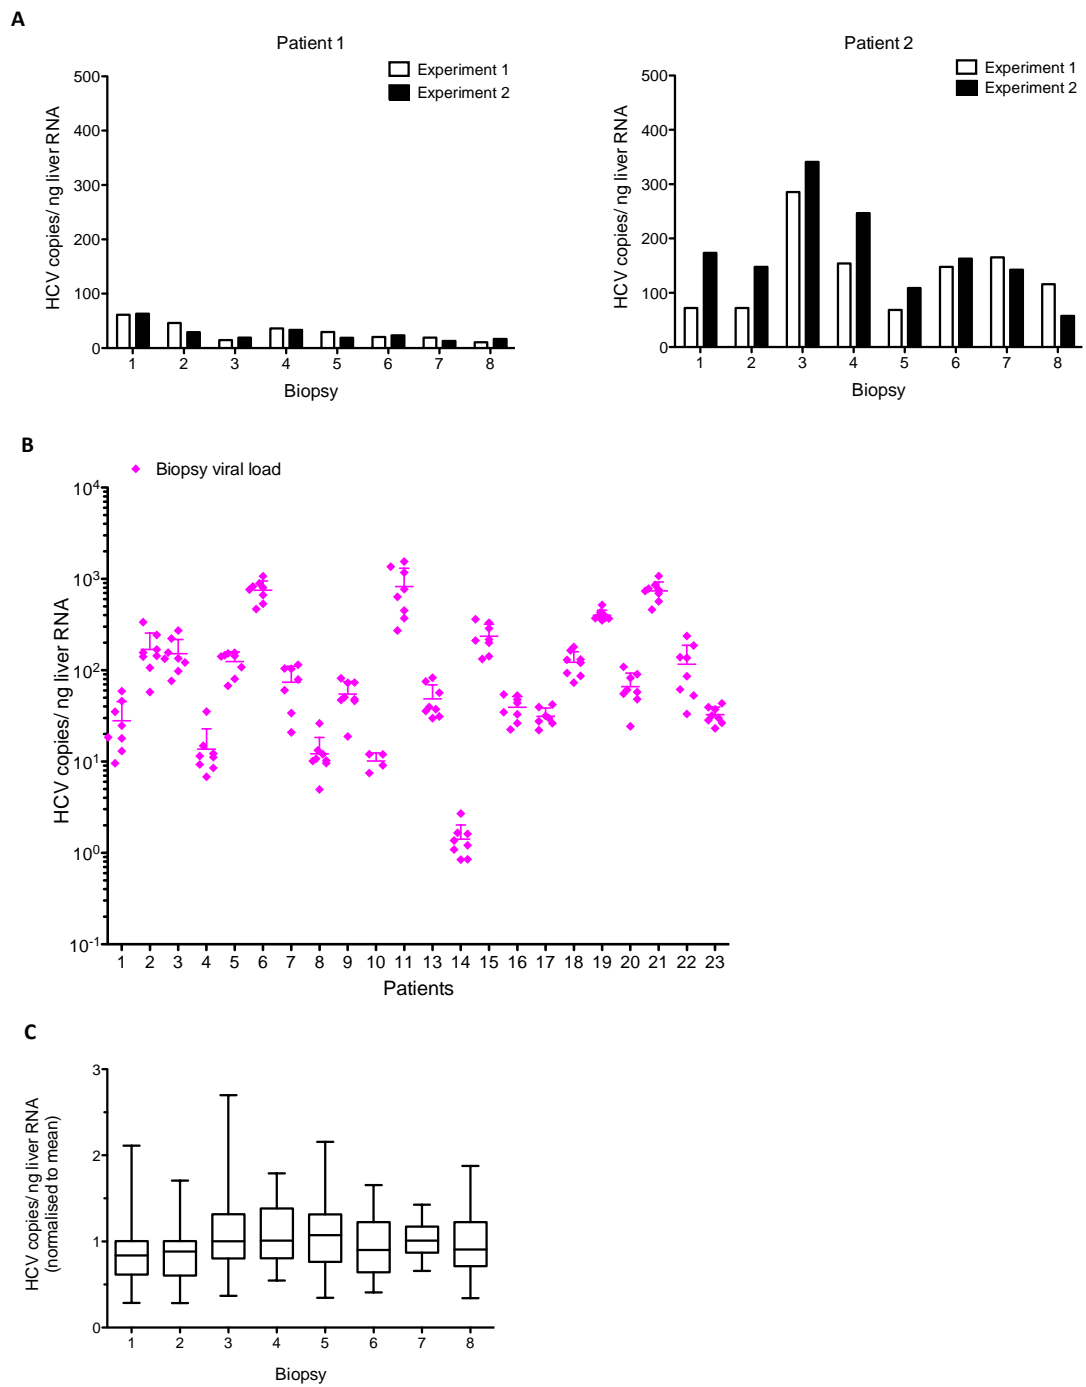 A
Patient 1
Experiment 1
Experiment 2
HCV copies/ ng liver RNA
500
400
300
200
100
0
1 2 3 4 5 6 7 8
Biopsy
Patient 2
Experiment 1
Experiment 2
HCV copies/ ng liver RNA
500
400
300
200
100
0
1 2 3 4 5 6 7 8
Biopsy
B
Biopsy viral load
HCV copies/ ng liver RNA
10⁴
10³
10²
10¹
10⁰
10⁻¹
1 2 3 4 5 6 7 8 9 10 11 13 14 15 16 17 18 19 20 21 22 23
Patients
C
HCV copies/ ng liver RNA
(normalised to mean)
3
2
1
0
1 2 3 4 5 6 7 8
Biopsy